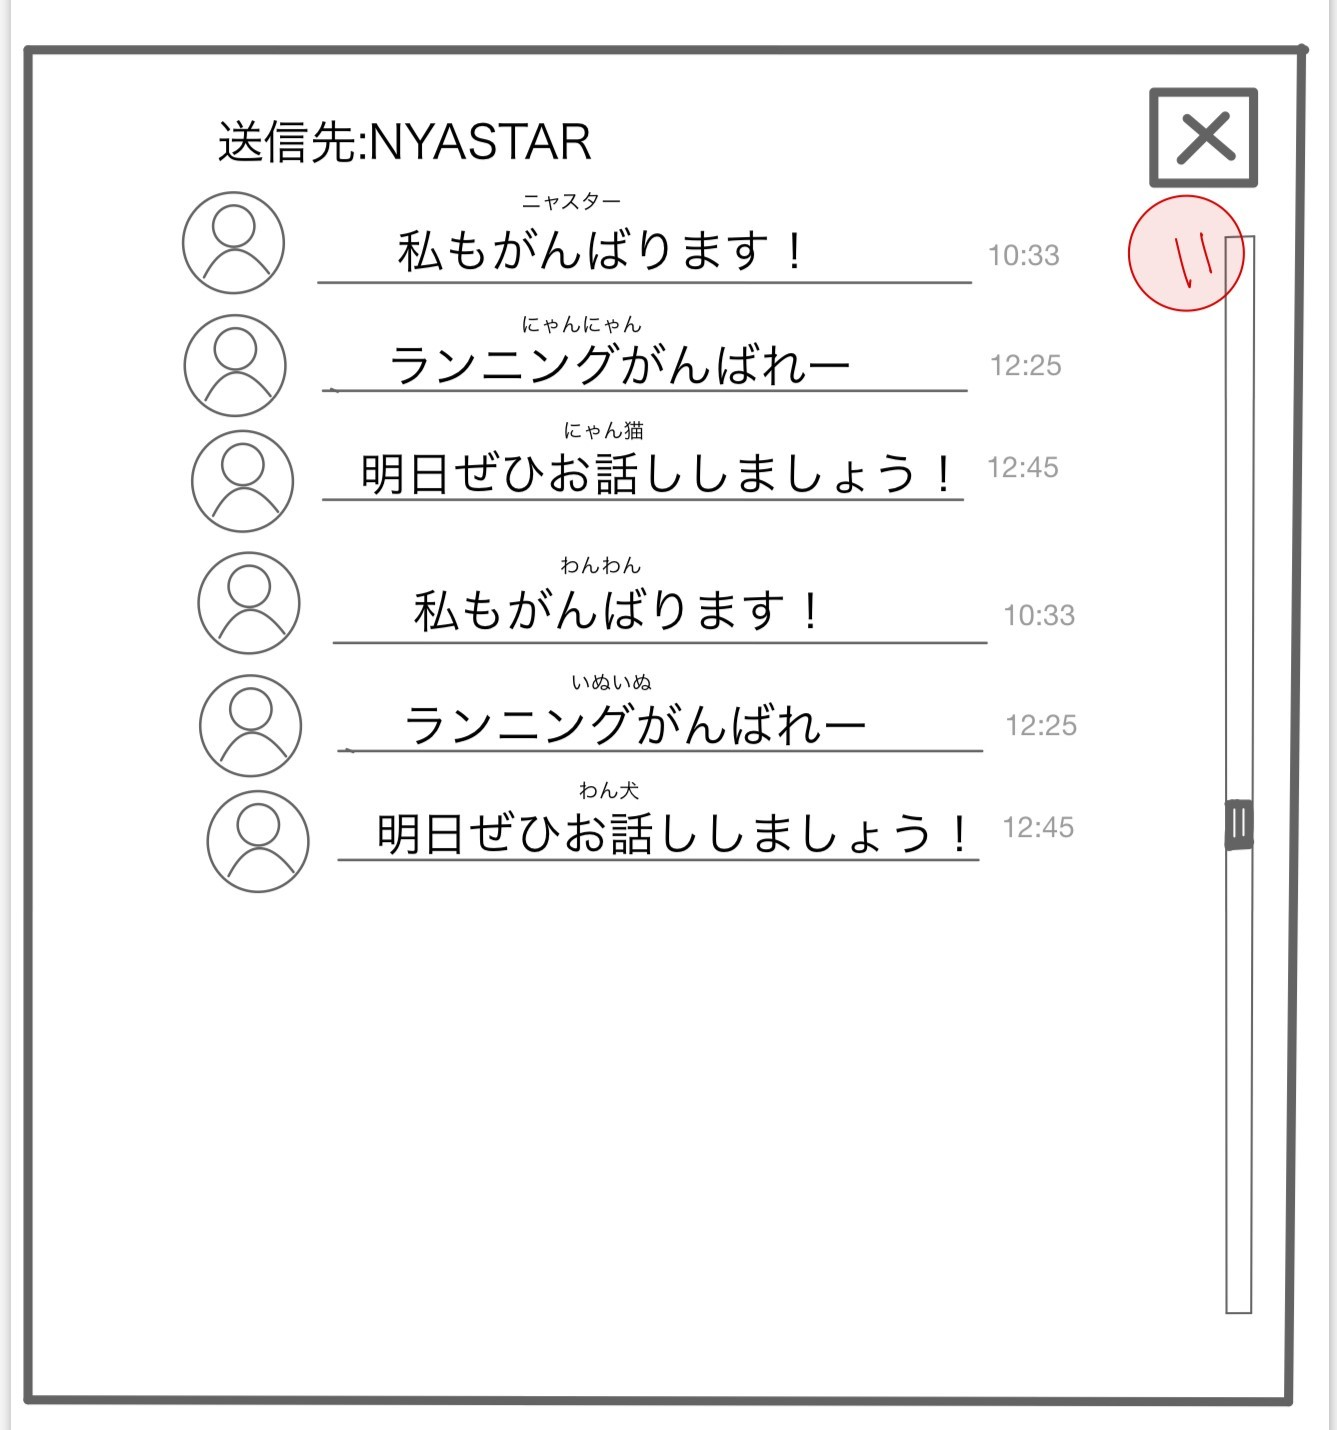 送信先:NYASTAR
ニャスター
私もがんばります！
10:33
にゃんにゃん
ランニングがんばれー
12:25
にゃん猫
明日ぜひお話ししましょう！
12:45
わんわん
私もがんばります！
10:33
いぬいぬ
ランニングがんばれー
12:25
わん犬
明日ぜひお話ししましょう！
12:45